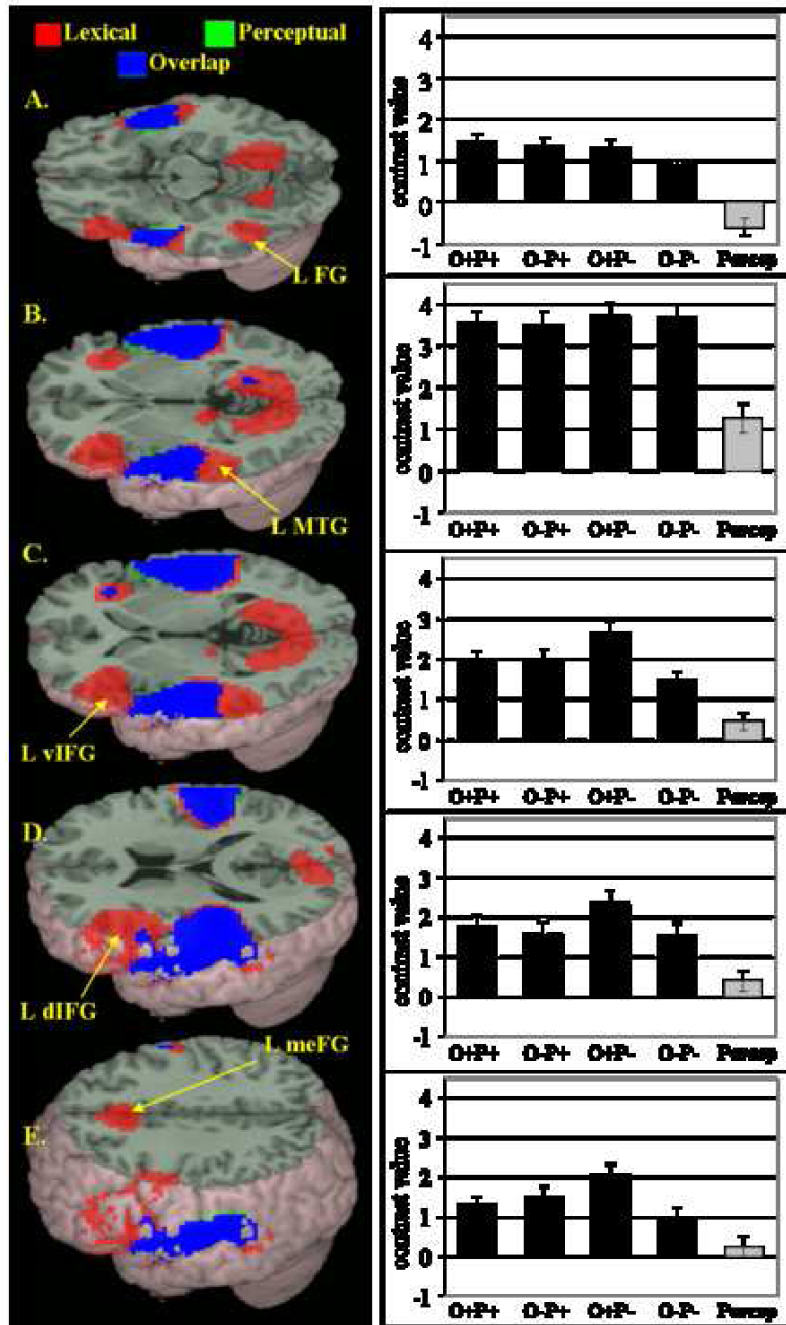 Lexical Perceptual
Overlap
A.
L FG
B.
L MTG
C.
L vIFG
D.
L dIFG
L meFG
E.
contrast value
4
3
2
1
0
-1
O+P+ O-P+ O+P- O-P- Percep
contrast value
4
3
2
1
0
-1
O+P+ O-P+ O+P- O-P- Percep
contrast value
4
3
2
1
0
-1
O+P+ O-P+ O+P- O-P- Percep
contrast value
4
3
2
1
0
-1
O+P+ O-P+ O+P- O-P- Percep
contrast value
4
3
2
1
0
-1
O+P+ O-P+ O+P- O-P- Percep